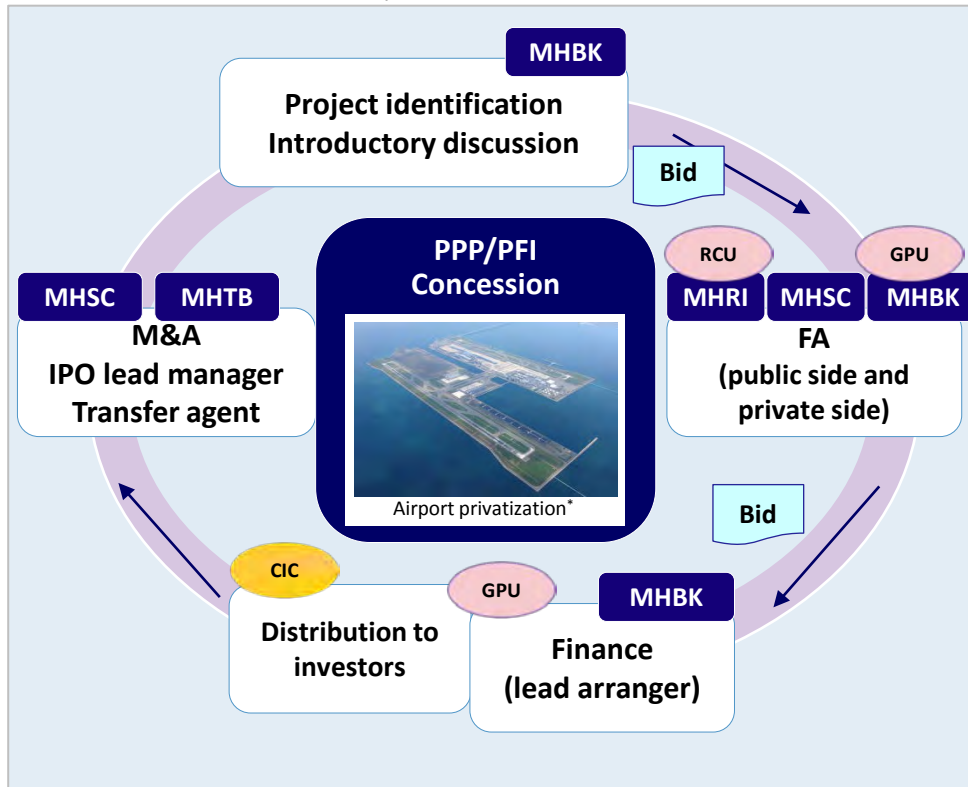 MHBK
Project identification
Introductory discussion
Bid
RCU
GPU
MHRI
MHSC
MHBK
FA
(public side and
private side)
PPP/PFI
Concession
Airport privatization*
MHSC
MHTB
M&A
IPO lead manager
Transfer agent
Bid
CIC
Distribution to
investors
GPU
MHBK
Finance
(lead arranger)